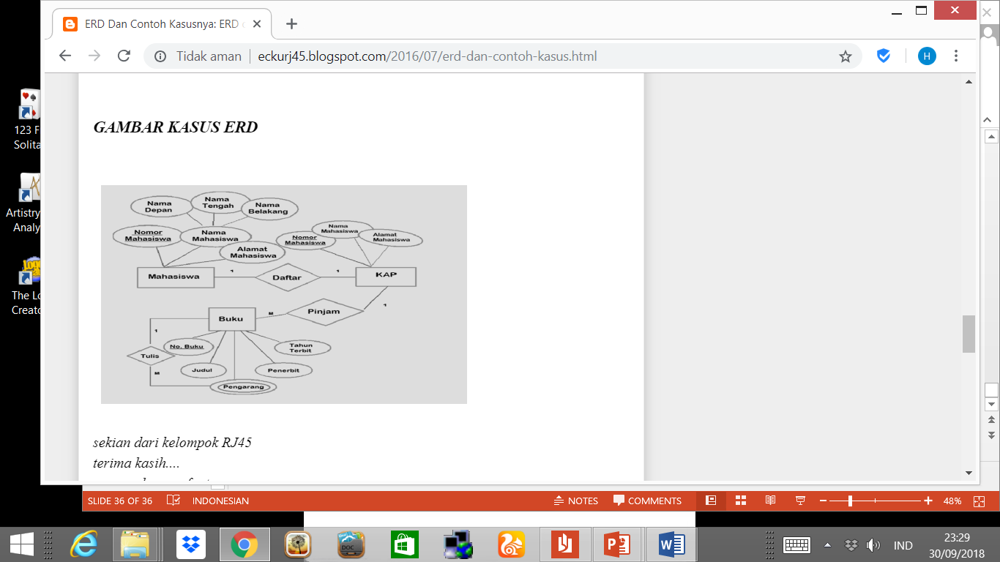 ERD Dan Contoh Kasusnya: ERD
Tidak aman
eckurj45.blogspot.com/2016/07/erd-dan-contoh-kasus.html
H
123 F
Solita
Artistry
Analy
The Lo
Creato
GAMBAR KASUS ERD
Nama
Depan
Nama
Tengah
Nama
Belakang
Nomor
Mahasiswa
Nama
Mahasiswa
Alamat
Mahasiswa
Nomor
Mahasiswa
Nama
Mahasiswa
Alamat
Mahasiswa
Mahasiswa
1
Daftar
1
KAP
1
Pinjam
M
Buku
1
Tulis
M
No. Buku
Judul
Pengarang
Penerbit
Tahun
Terbit
sekian dari kelompok RJ45
terima kasih....
SLIDE 36 OF 36
INDONESIAN
NOTES
COMMENTS
48%
DOC
IND
23:29
30/09/2018